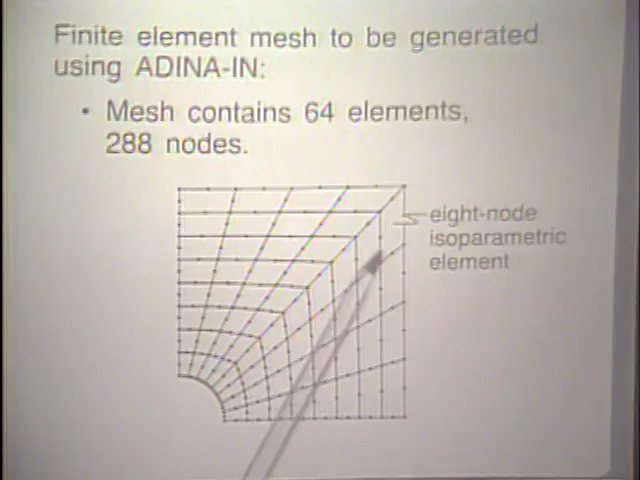 Finite element mesh to be generated
using ADINA-IN:
• Mesh contains 64 elements,
288 nodes.
eight-node
isoparametric
element